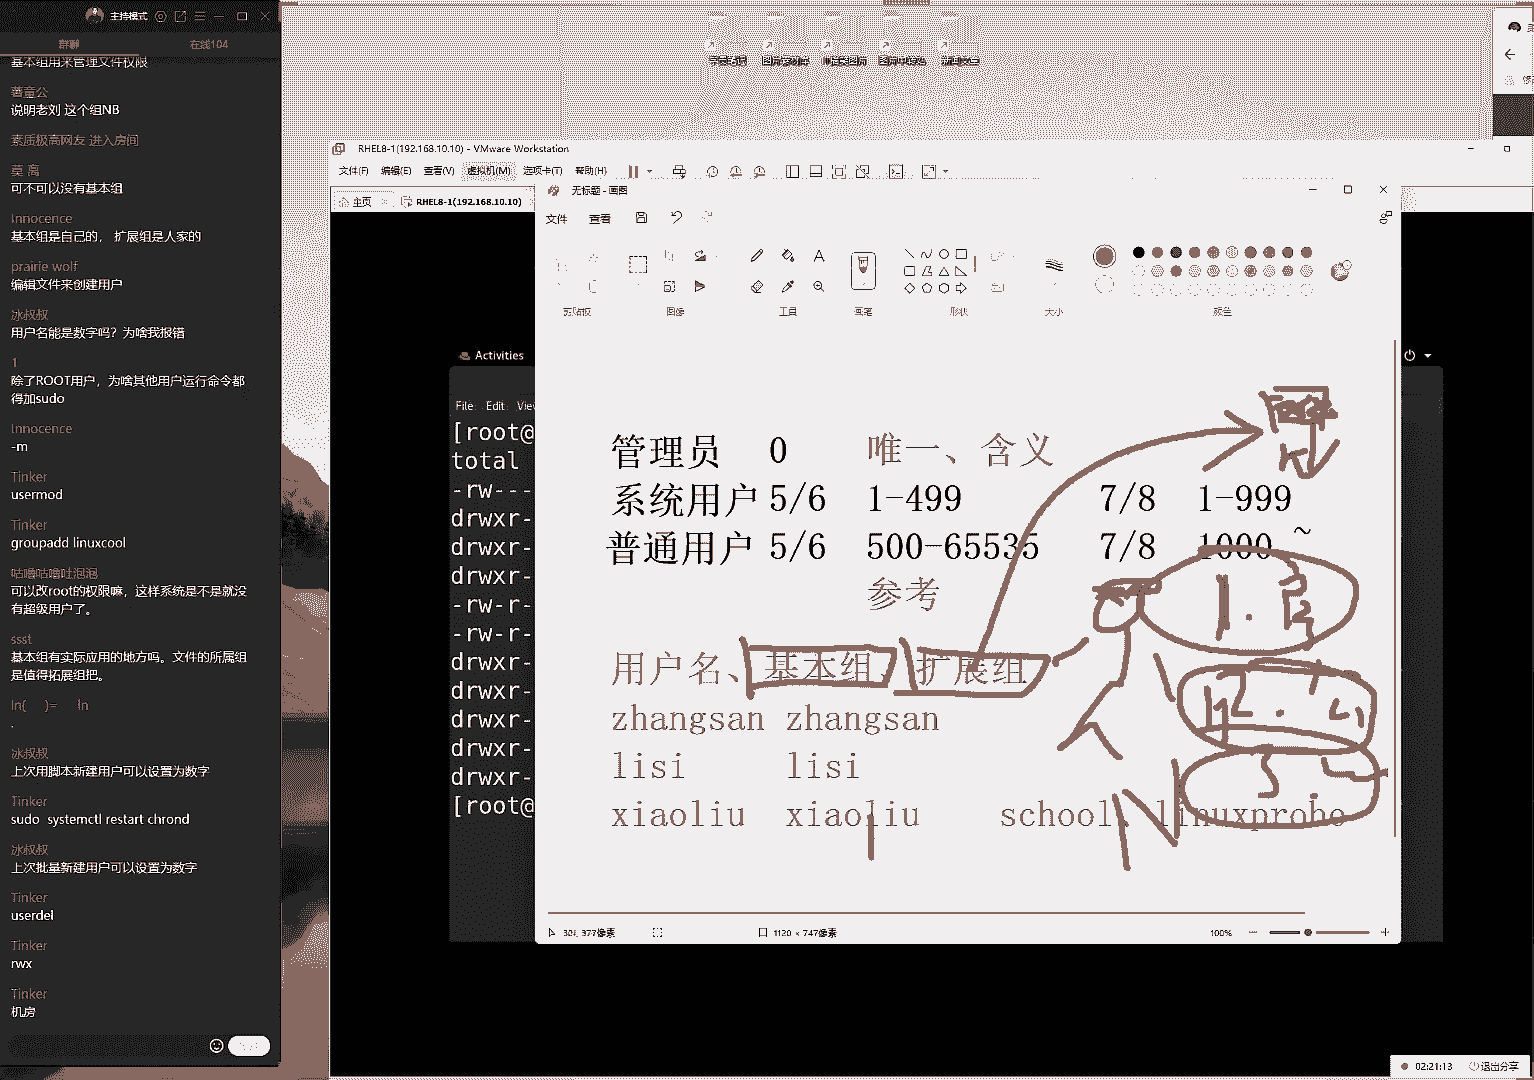 主持模式
群聊
在线104
基本组用来管理文件权限
著童公
说明老刘 这个组NB
素质极高网友 进入房间
莫 离
可不可以没有基本组
Innocence
基本组是自己的， 扩展组是人家的
prairie wolf
编辑文件来创建用户
冰叔叔
用户名能是数字吗？为啥我报错
1
除了ROOT用户，为啥其他用户运行命令都
得加sudo
Innocence
-m
Tinker
usermod
Tinker
groupadd linuxcool
咕噜咕噜吐泡泡
可以改root的权限嘛，这样系统是不是就没
有超级用户了。
ssst
基本组有实际应用的地方吗。文件的所属组
是值得拓展组把。
ln( )= ln
.
冰叔叔
上次用脚本新建用户可以设置为数字
Tinker
sudo systemctl restart chrond
冰叔叔
上次批量新建用户可以设置为数字
Tinker
userdel
Tinker
rwx
Tinker
机房
RHEL8-1(192.168.10.10) - VMware Workstation
文件(F) 编辑(E) 查看(V) 虚拟机(M) 选项卡(T) 帮助(H)
主页 RHEL8-1(192.168.10.10)
无标题 - 画图
文件 查看
剪贴板 图像 工具 画笔 形状 大小 颜色
Activities
File Edit View
[root@
total
-rw---
drwxr-
drwxr-
drwxr-
-rw-r-
-rw-r-
drwxr-
drwxr-
drwxr-
drwxr-
drwxr-
[root@
管理员 0 唯一、含义
系统用户 5/6 1-499 7/8 1-999
普通用户 5/6 500-65535 7/8 1000 ~
参考
用户名、基本组、扩展组
zhangsan zhangsan
lisi lisi
xiaoliu xiaoliu school、linuxprobe
1120 × 747像素
100%
02:21:13 退出分享